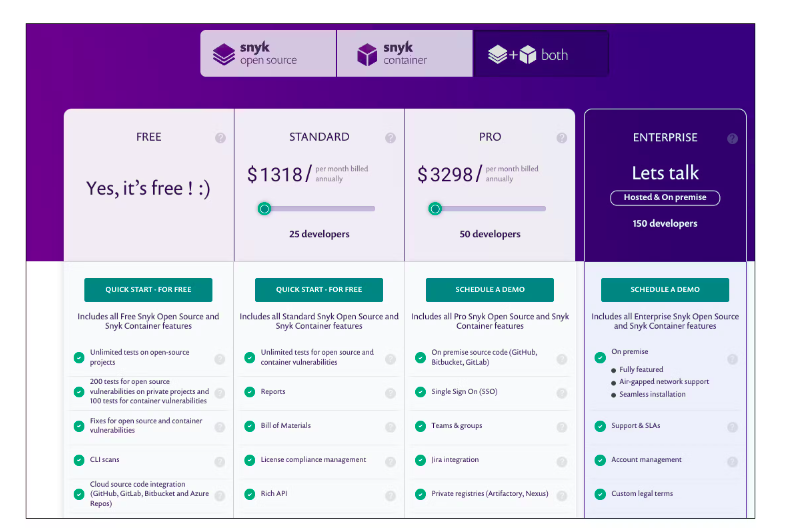 snyk
open source
snyk
container
+ both
FREE
?
Yes, it's free ! :)
STANDARD
?
$1318/ per month billed
annually
25 developers
PRO
?
$3298/ per month billed
annually
50 developers
ENTERPRISE
?
Lets talk
Hosted & On premise
150 developers
QUICK START - FOR FREE
Includes all Free Snyk Open Source and
Snyk Container features
Unlimited tests on open-source
projects
?
200 tests for open source
vulnerabilities on private projects and
100 tests for container vulnerabilities
?
Fixes for open source and container
vulnerabilities
?
CLI scans
?
Cloud source code integration
(GitHub, GitLab, Bitbucket and Azure
Repos)
?
QUICK START - FOR FREE
Includes all Standard Snyk Open Source and
Snyk Container features
Unlimited tests for open source and
container vulnerabilities
?
Reports
?
Bill of Materials
?
License compliance management
?
Rich API
?
SCHEDULE A DEMO
Includes all Pro Snyk Open Source and Snyk
Container features
On premise source code (GitHub,
Bitbucket, GitLab)
?
Single Sign On (SSO)
?
Teams & groups
?
Jira integration
?
Private registries (Artifactory, Nexus)
?
SCHEDULE A DEMO
Includes all Enterprise Snyk Open Source
and Snyk Container features
On premise
?
• Fully featured
• Air-gapped network support
• Seamless installation
Support & SLAs
?
Account management
?
Custom legal terms
?